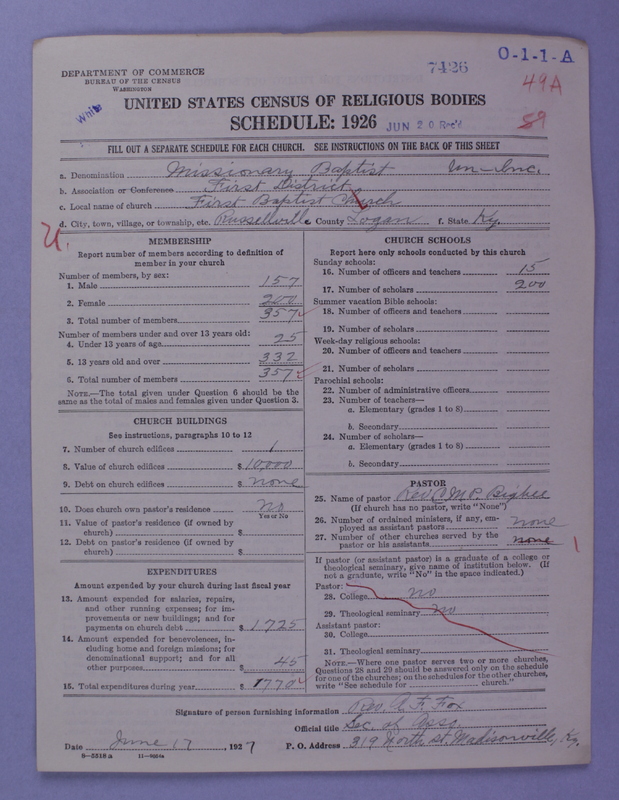 DEPARTMENT OF COMMERCE
BUREAU OF THE CENSUS
WASHINGTON
7426
O-1-1-A
49A
59
White
UNITED STATES CENSUS OF RELIGIOUS BODIES
SCHEDULE: 1926 JUN 20 Rec'd
FILL OUT A SEPARATE SCHEDULE FOR EACH CHURCH. SEE INSTRUCTIONS ON THE BACK OF THIS SHEET
a. Denomination Missionary Baptist Un-Inc.
b. Association or Conference First District
c. Local name of church First Baptist Church
d. City, town, village, or township, etc. Russellville County Logan f. State Ky.
U.
MEMBERSHIP
Report number of members according to definition of
member in your church
Number of members, by sex:
1. Male 157
2. Female 200
3. Total number of members 357
Number of members under and over 13 years old:
4. Under 13 years of age 25
5. 13 years old and over 332
6. Total number of members 357
NOTE.—The total given under Question 6 should be the
same as the total of males and females given under Question 3.
CHURCH BUILDINGS
See instructions, paragraphs 10 to 12
7. Number of church edifices 1
8. Value of church edifices $ 10,000
9. Debt on church edifices $ none
10. Does church own pastor's residence no
Yes or No
11. Value of pastor's residence (if owned by
church) $
12. Debt on pastor's residence (if owned by
church) $
EXPENDITURES
Amount expended by your church during last fiscal year
13. Amount expended for salaries, repairs,
and other running expenses; for im-
provements or new buildings; and for
payments on church debt $ 1725
14. Amount expended for benevolences, in-
cluding home and foreign missions; for
denominational support; and for all
other purposes $ 45
15. Total expenditures during year $ 1770
CHURCH SCHOOLS
Report here only schools conducted by this church
Sunday schools:
16. Number of officers and teachers 15
17. Number of scholars 200
Summer vacation Bible schools:
18. Number of officers and teachers
19. Number of scholars
Week-day religious schools:
20. Number of officers and teachers
21. Number of scholars
Parochial schools:
22. Number of administrative officers
23. Number of teachers—
a. Elementary (grades 1 to 8)
b. Secondary
24. Number of scholars—
a. Elementary (grades 1 to 8)
b. Secondary
PASTOR
25. Name of pastor Rev. C. M. P. Bighee
(If church has no pastor, write "None")
26. Number of ordained ministers, if any, em-
ployed as assistant pastors none
27. Number of other churches served by the
pastor or his assistants none
If pastor (or assistant pastor) is a graduate of a college or
theological seminary, give name of institution below. (If
not a graduate, write "No" in the space indicated.)
Pastor:
28. College no
29. Theological seminary no
Assistant pastor:
30. College
31. Theological seminary
NOTE.—Where one pastor serves two or more churches,
Questions 28 and 29 should be answered only on the schedule
for one of the churches; on the schedules for the other churches,
write "See schedule for church."
Signature of person furnishing information Rev. A. F. Fox
Official title Sec. of Asso.
Date June 17, 1927 P. O. Address 319 North St. Madisonville, Ky.
8—5518 a 11—9054a